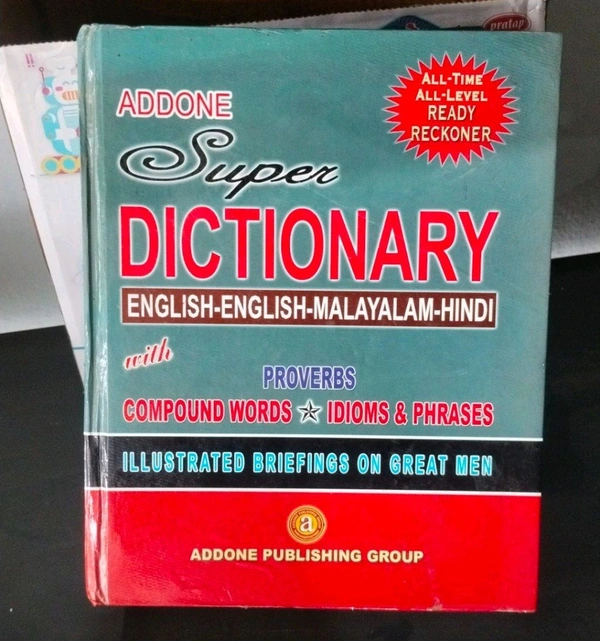 pratap
ADDONE
ALL-TIME
ALL-LEVEL
READY
RECKONER
Super
DICTIONARY
ENGLISH-ENGLISH-MALAYALAM-HINDI
with
PROVERBS
COMPOUND WORDS ☆ IDIOMS & PHRASES
ILLUSTRATED BRIEFINGS ON GREAT MEN
a
ADDONE PUBLISHING GROUP